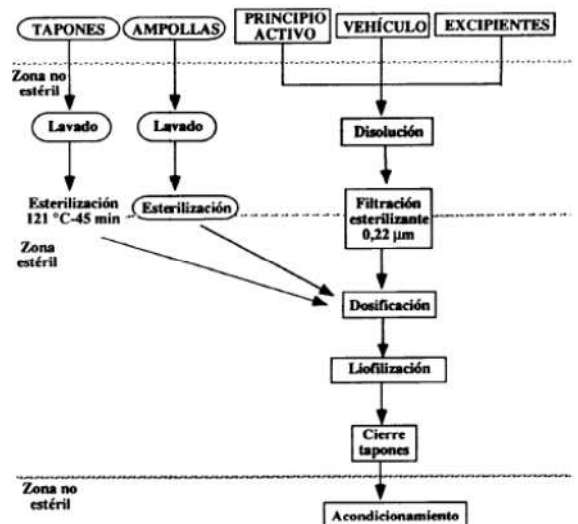 TAPONES
AMPOLLAS
PRINCIPIO
ACTIVO
VEHÍCULO
EXCIPIENTES
Zona no
estéril
Lavado
Lavado
Disolución
Esterilización
121 °C-45 min
Esterilización
Filtración
esterilizante
0,22 µm
Zona
estéril
Dosificación
Liofilización
Cierre
tapones
Zona no
estéril
Acondicionamiento